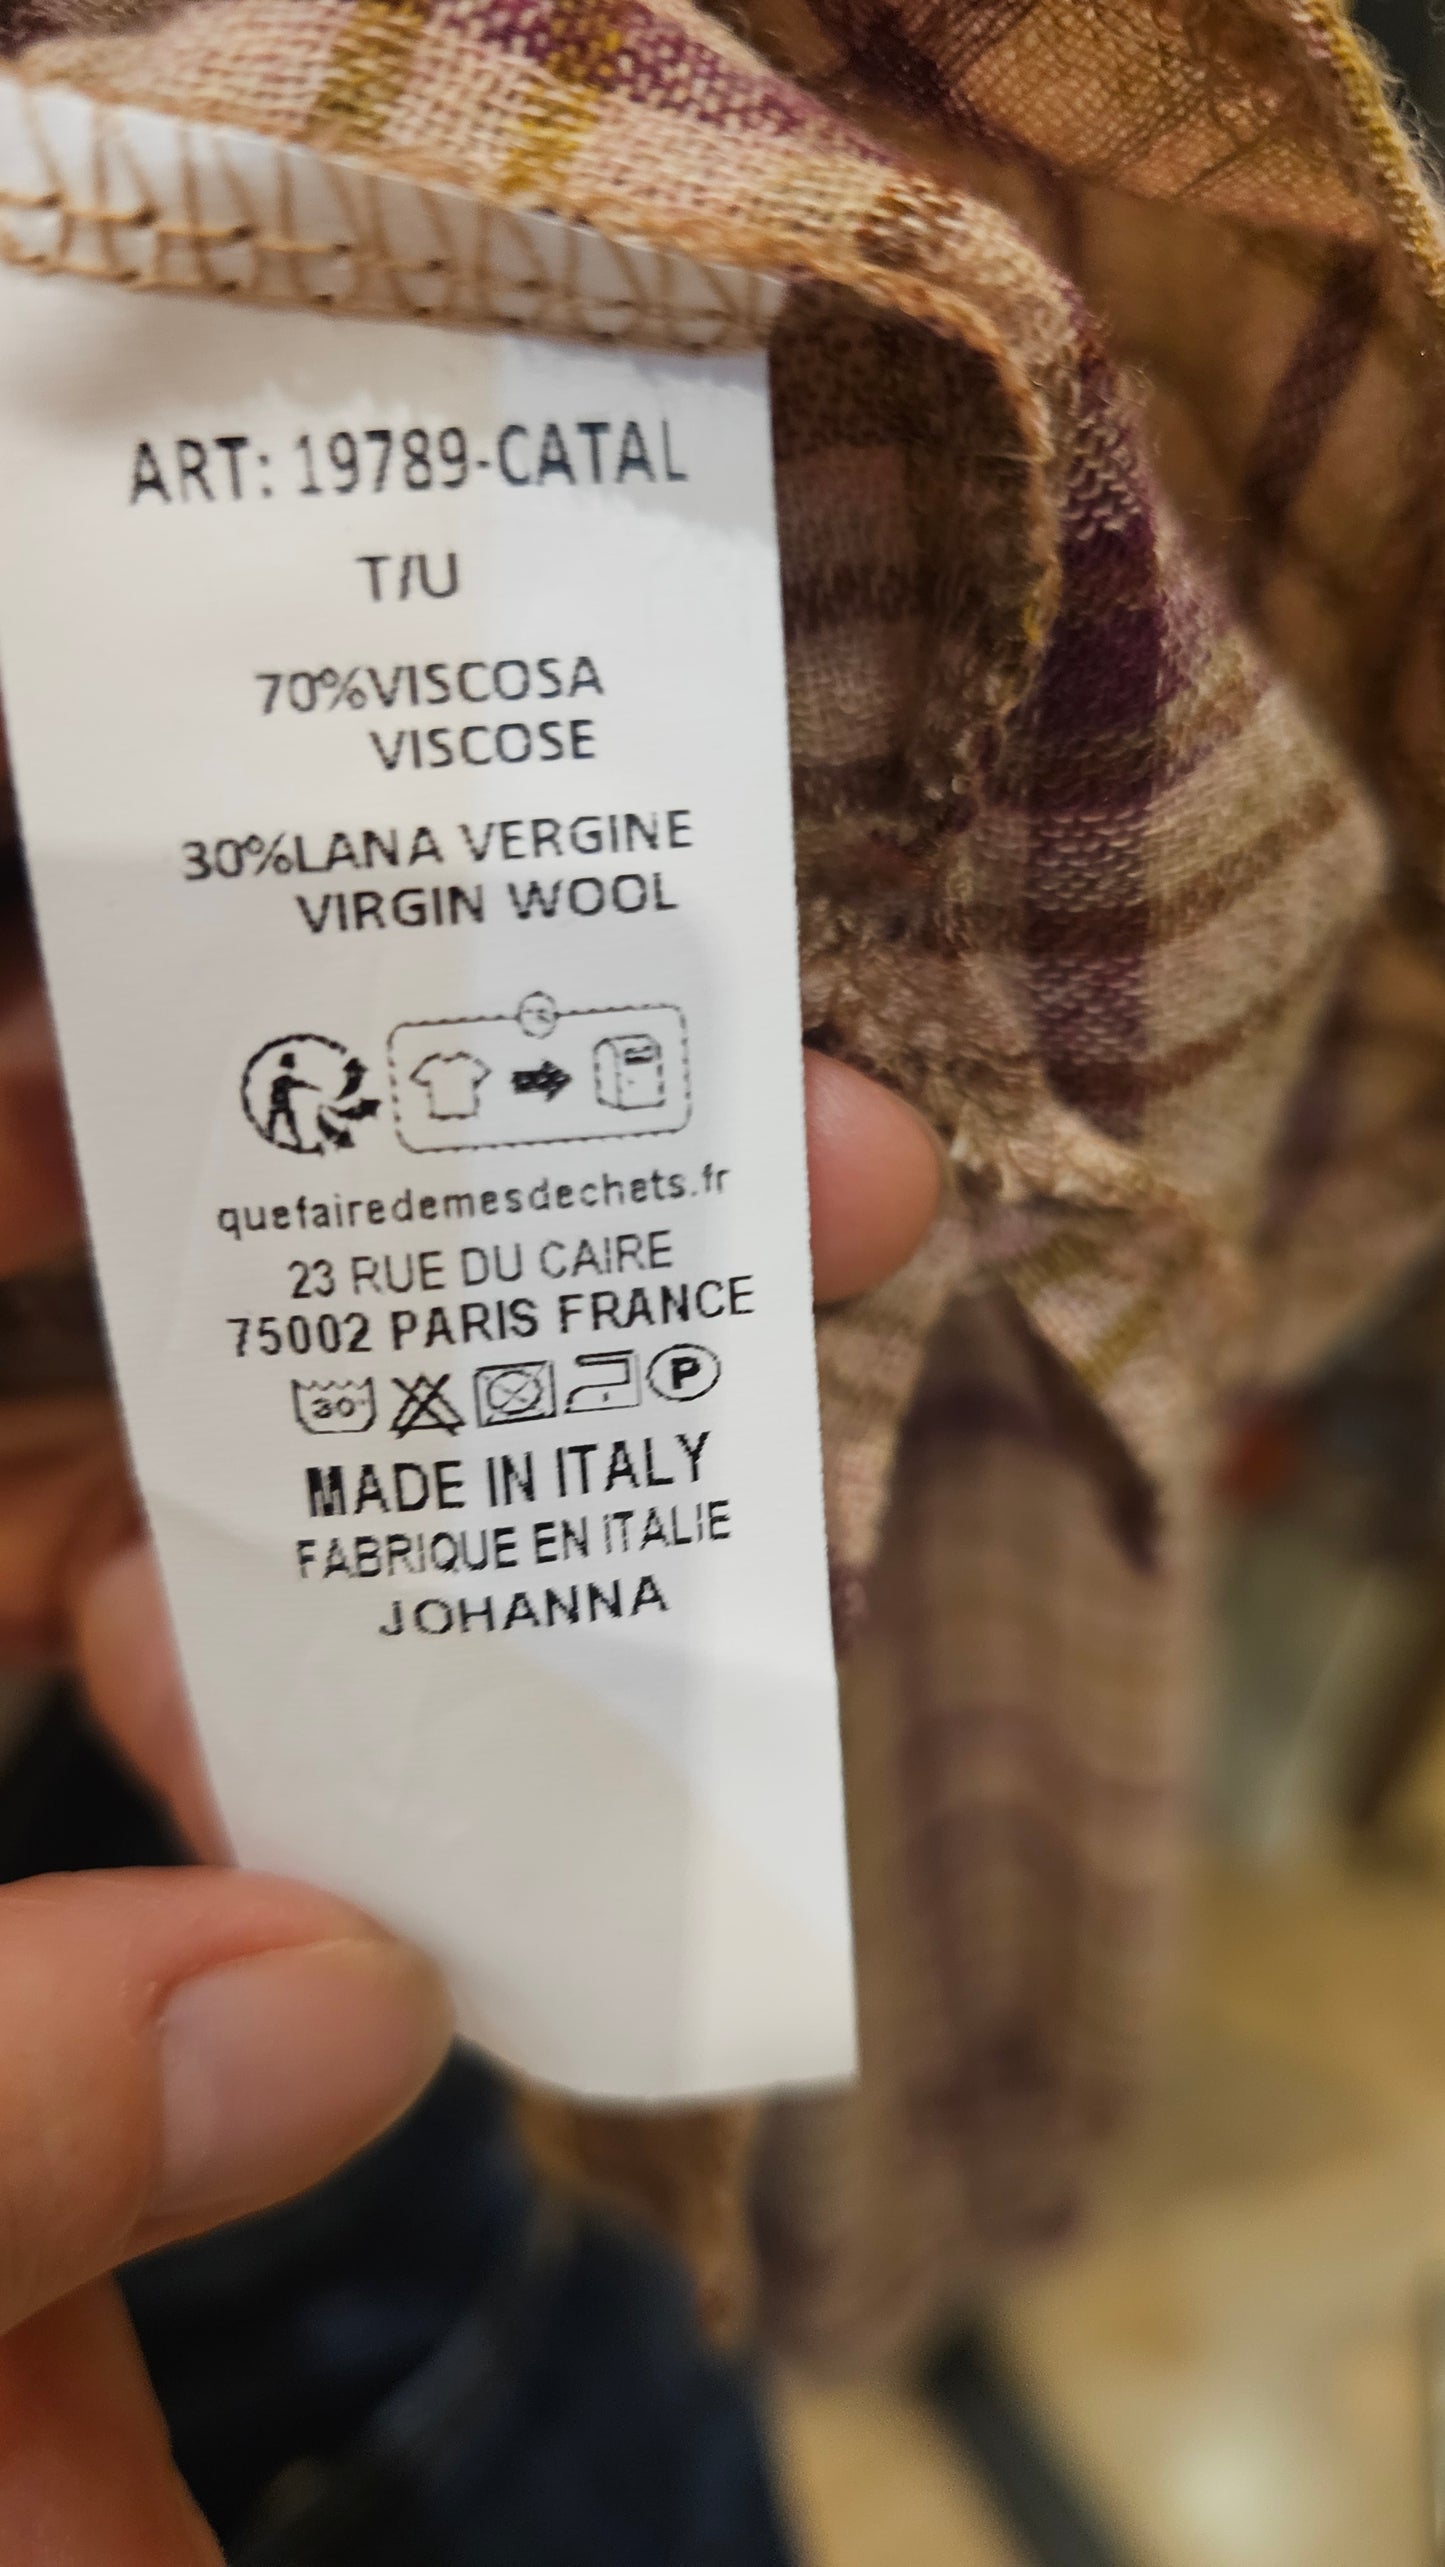 ART: 19789-CATAL
T/U
70%VISCOSA
VISCOSE
30%LANA VERGINE
VIRGIN WOOL
quefairedemesdechets.fr
23 RUE DU CAIRE
75002 PARIS FRANCE
30°
P
MADE IN ITALY
FABRIQUE EN ITALIE
JOHANNA